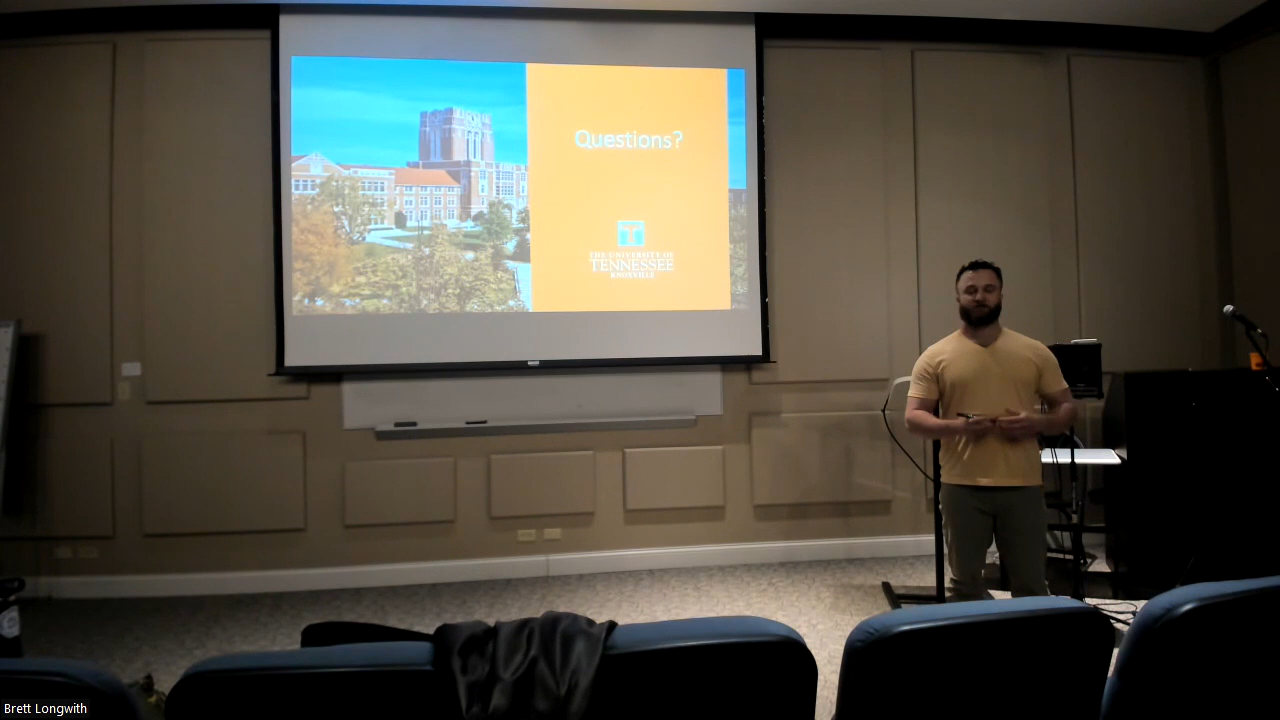 Questions?
T
THE UNIVERSITY OF
TENNESSEE
KNOXVILLE
Brett Longwith